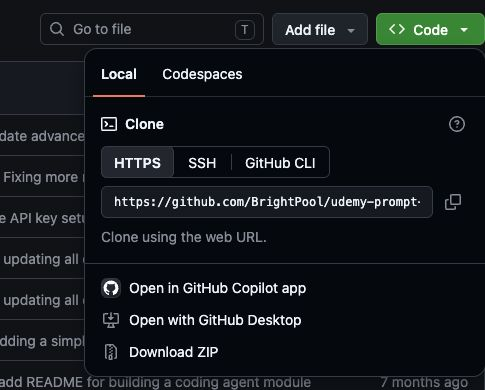 Go to file T Add file Code
Local Codespaces
Clone
HTTPS SSH GitHub CLI
https://github.com/BrightPool/udemy-prompt-
Clone using the web URL.
Open in GitHub Copilot app
Open with GitHub Desktop
Download ZIP
date advance
Fixing more
e API key setu
updating all
updating all
dding a simpl
add README for building a coding agent module 7 months ago